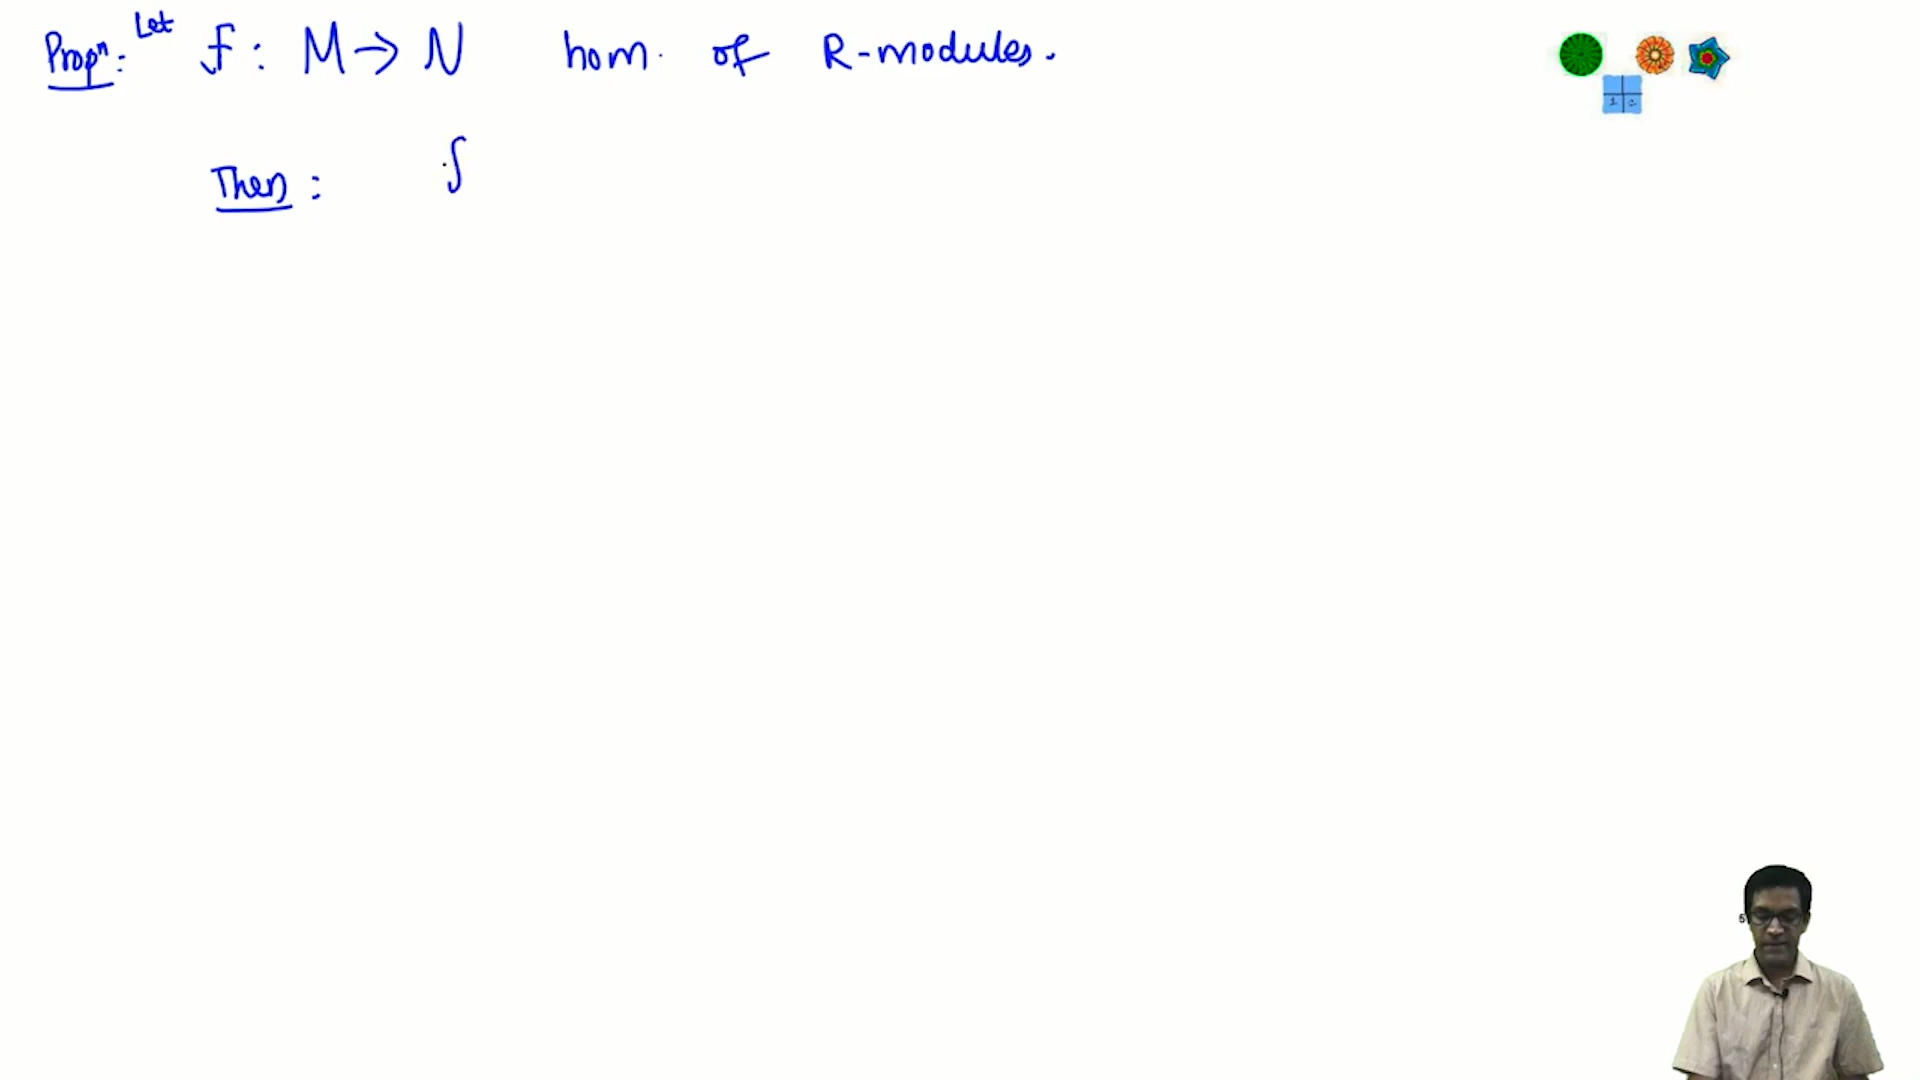 Propⁿ: Let f: M → N hom. of R-modules.
Then: f